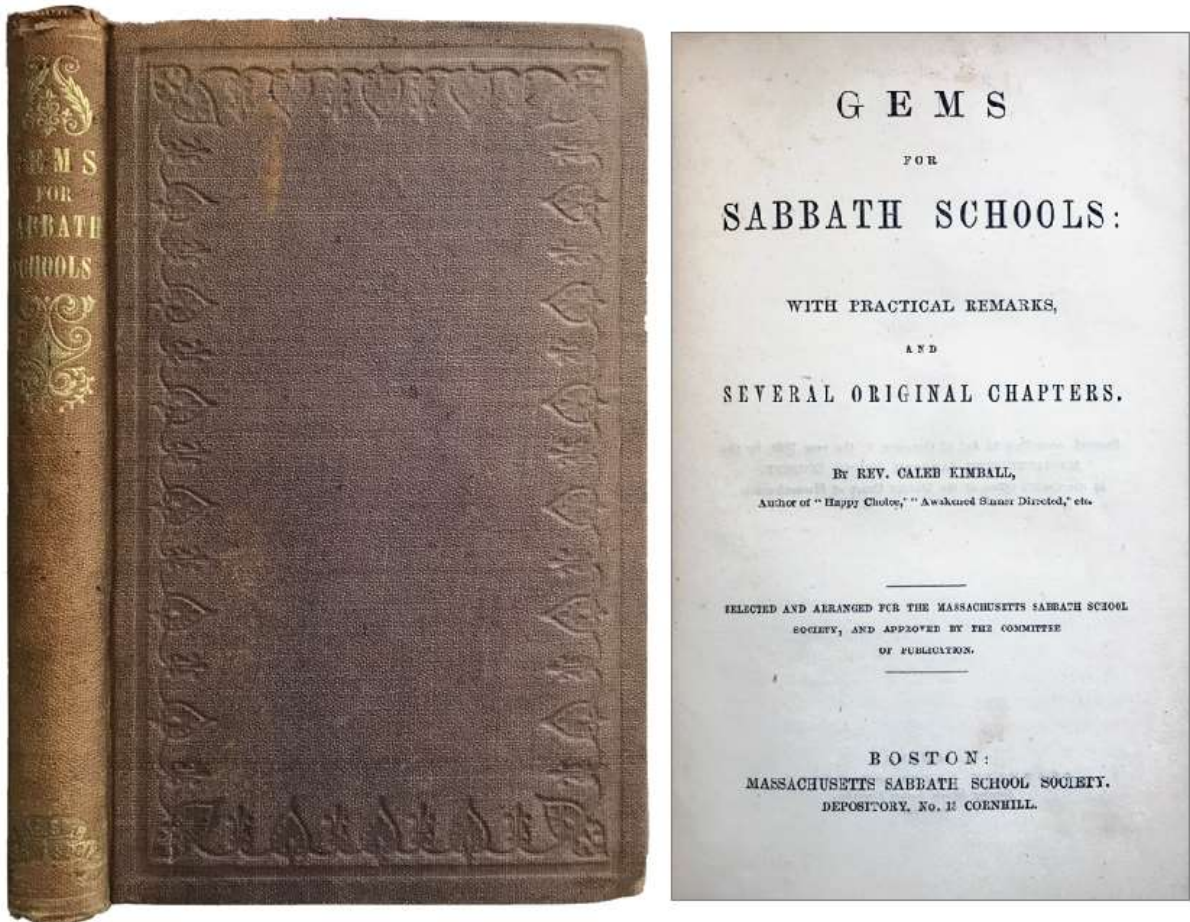 GEMS
FOR
SABBATH
SCHOOLS
GEMS
FOR
SABBATH SCHOOLS:
WITH PRACTICAL REMARKS,
AND
SEVERAL ORIGINAL CHAPTERS.
BY REV. CALEB KIMBALL,
Author of "Happy Choice," "Awakened Sinner Directed," etc.
SELECTED AND ARRANGED FOR THE MASSACHUSETTS SABBATH SCHOOL
SOCIETY, AND APPROVED BY THE COMMITTEE
OF PUBLICATION.
BOSTON:
MASSACHUSETTS SABBATH SCHOOL SOCIETY.
DEPOSITORY, No. 13 CORNHILL.